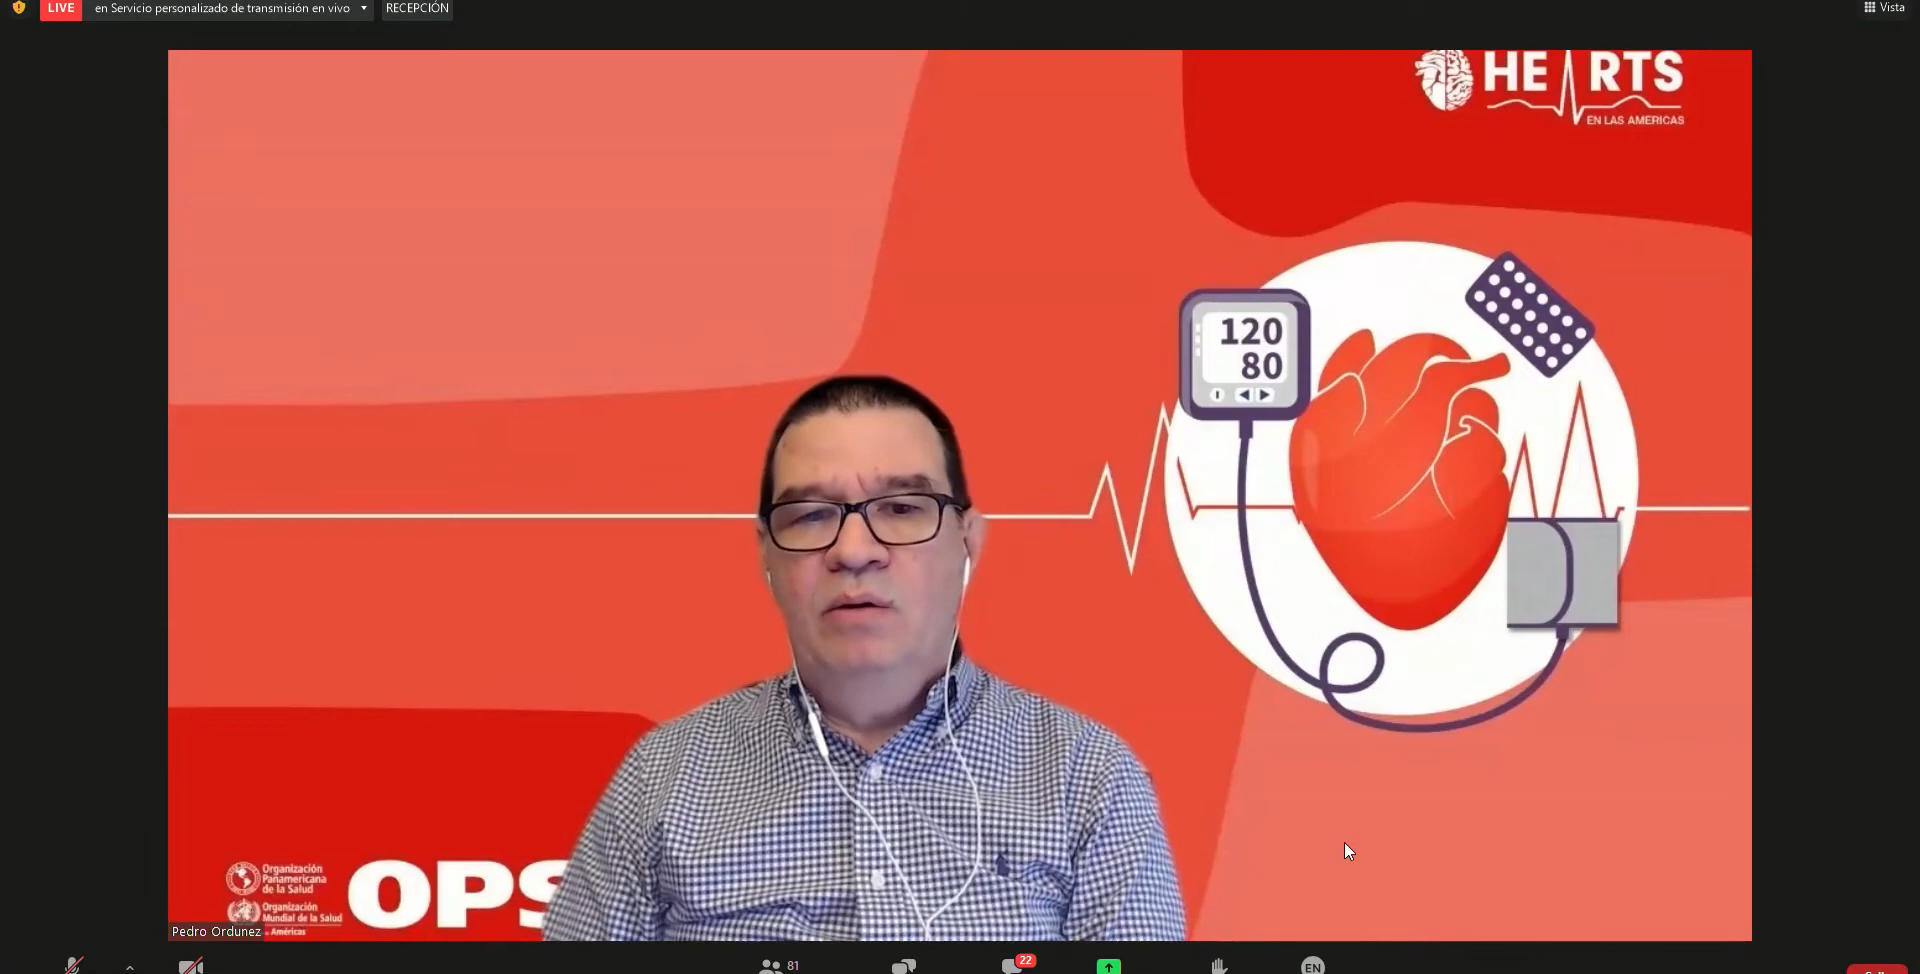 LIVE
en Servicio personalizado de transmisión en vivo
RECEPCIÓN
Vista
HE RTS
EN LAS AMERICAS
120
80
Organización
Panamericana
de la Salud
Organización
Mundial de la Salud
Américas
OPS
Pedro Ordunez
81
22
EN